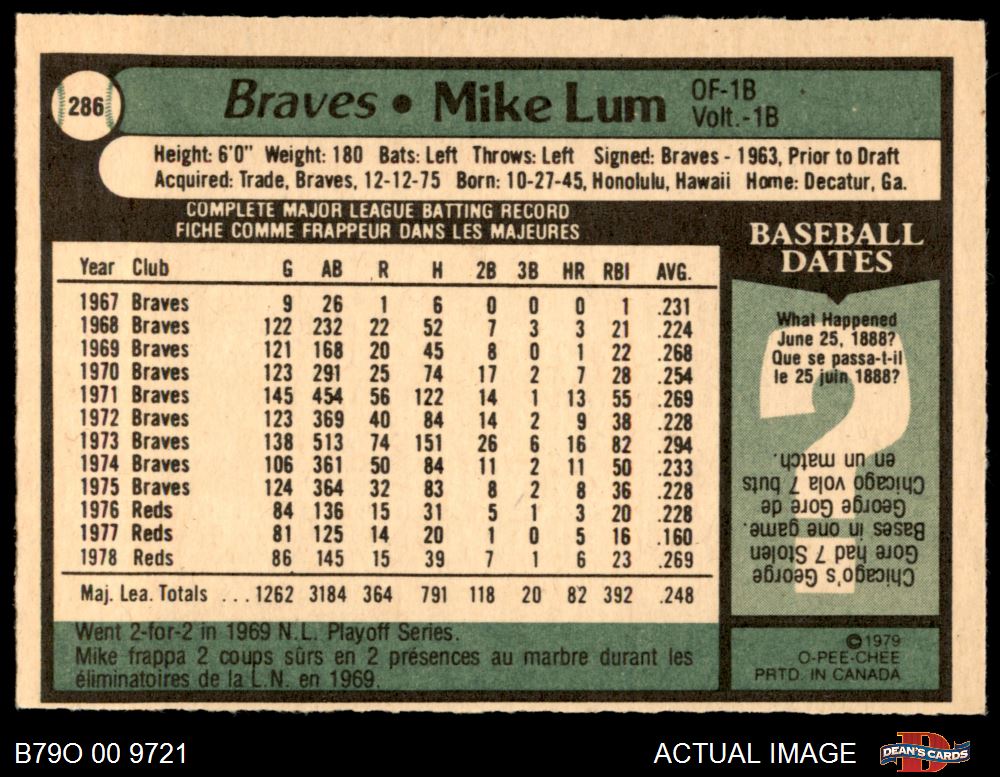 286
Braves • Mike Lum OF-1B
Volt.-1B
Height: 6'0" Weight: 180 Bats: Left Throws: Left Signed: Braves - 1963, Prior to Draft
Acquired: Trade, Braves, 12-12-75 Born: 10-27-45, Honolulu, Hawaii Home: Decatur, Ga.
COMPLETE MAJOR LEAGUE BATTING RECORD
FICHE COMME FRAPPEUR DANS LES MAJEURES
Year Club G AB R H 2B 3B HR RBI AVG.
1967 Braves 9 26 1 6 0 0 0 1 .231
1968 Braves 122 232 22 52 7 3 3 21 .224
1969 Braves 121 168 20 45 8 0 1 22 .268
1970 Braves 123 291 25 74 17 2 7 28 .254
1971 Braves 145 454 56 122 14 1 13 55 .269
1972 Braves 123 369 40 84 14 2 9 38 .228
1973 Braves 138 513 74 151 26 6 16 82 .294
1974 Braves 106 361 50 84 11 2 11 50 .233
1975 Braves 124 364 32 83 8 2 8 36 .228
1976 Reds 84 136 15 31 5 1 3 20 .228
1977 Reds 81 125 14 20 1 0 5 16 .160
1978 Reds 86 145 15 39 7 1 6 23 .269
Maj. Lea. Totals ...1262 3184 364 791 118 20 82 392 .248
Went 2-for-2 in 1969 N.L. Playoff Series.
Mike frappa 2 coups sûrs en 2 présences au marbre durant les
éliminatoires de la L.N. en 1969.
BASEBALL
DATES
What Happened
June 25, 1888?
Que se passa-t-il
le 25 juin 1888?
?
Chicago's George
Gore had 7 Stolen
Bases in one game.
George Gore de
Chicago vola 7 buts
en un match.
©1979
O-PEE-CHEE
PRTD. IN CANADA
B79O 00 9721
ACTUAL IMAGE
D
DEAN'S CARDS